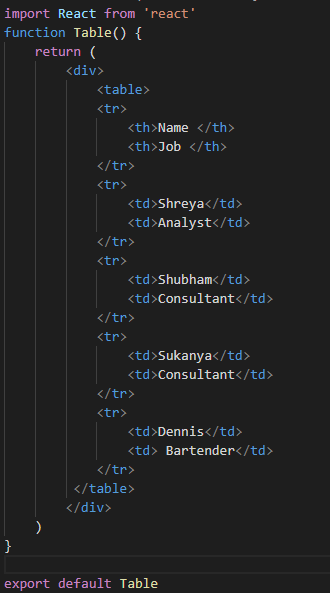 import React from 'react'
function Table() {
    return (
        <div>
            <table>
            <tr>
                <th>Name </th>
                <th>Job </th>
            </tr>
            <tr>
                <td>Shreya</td>
                <td>Analyst</td>
            </tr>
            <tr>
                <td>Shubham</td>
                <td>Consultant</td>
            </tr>
            <tr>
                <td>Sukanya</td>
                <td>Consultant</td>
            </tr>
            <tr>
                <td>Dennis</td>
                <td> Bartender</td>
            </tr>
         </table>
        </div>
    )
}
export default Table